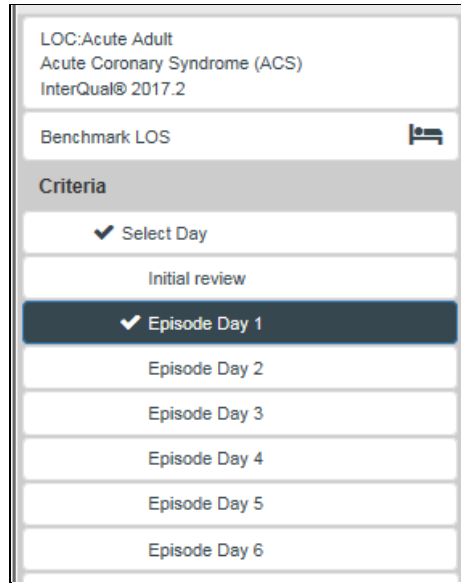 LOC:Acute Adult
Acute Coronary Syndrome (ACS)
InterQual® 2017.2
Benchmark LOS
Criteria
Select Day
Initial review
Episode Day 1
Episode Day 2
Episode Day 3
Episode Day 4
Episode Day 5
Episode Day 6